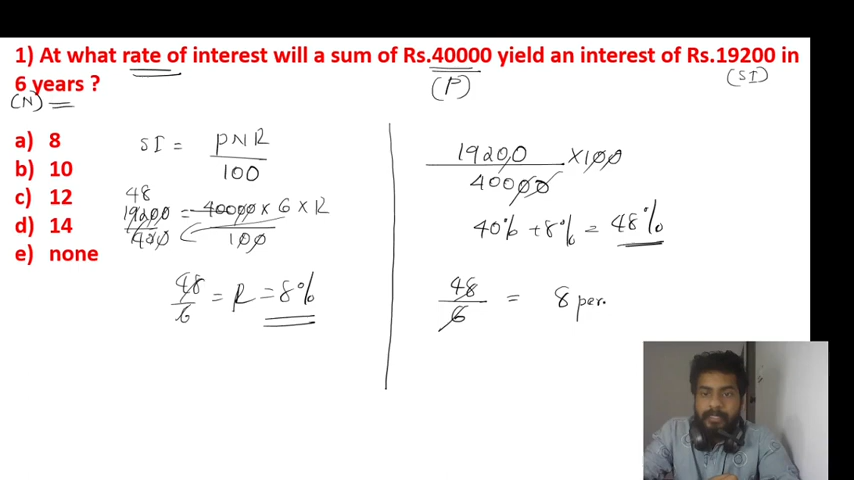 1) At what rate of interest will a sum of Rs.40000 yield an interest of Rs.19200 in
(SI)
6 years ?
(N)
(P)
a) 8
b) 10
c) 12
d) 14
e) none
SI = PNR
100
48
19200 = 40000 × 6 × R
400 100
48 = R = 8%
6
19200 × 100
40000
40% + 8% = 48%
48 = 8 per.
6